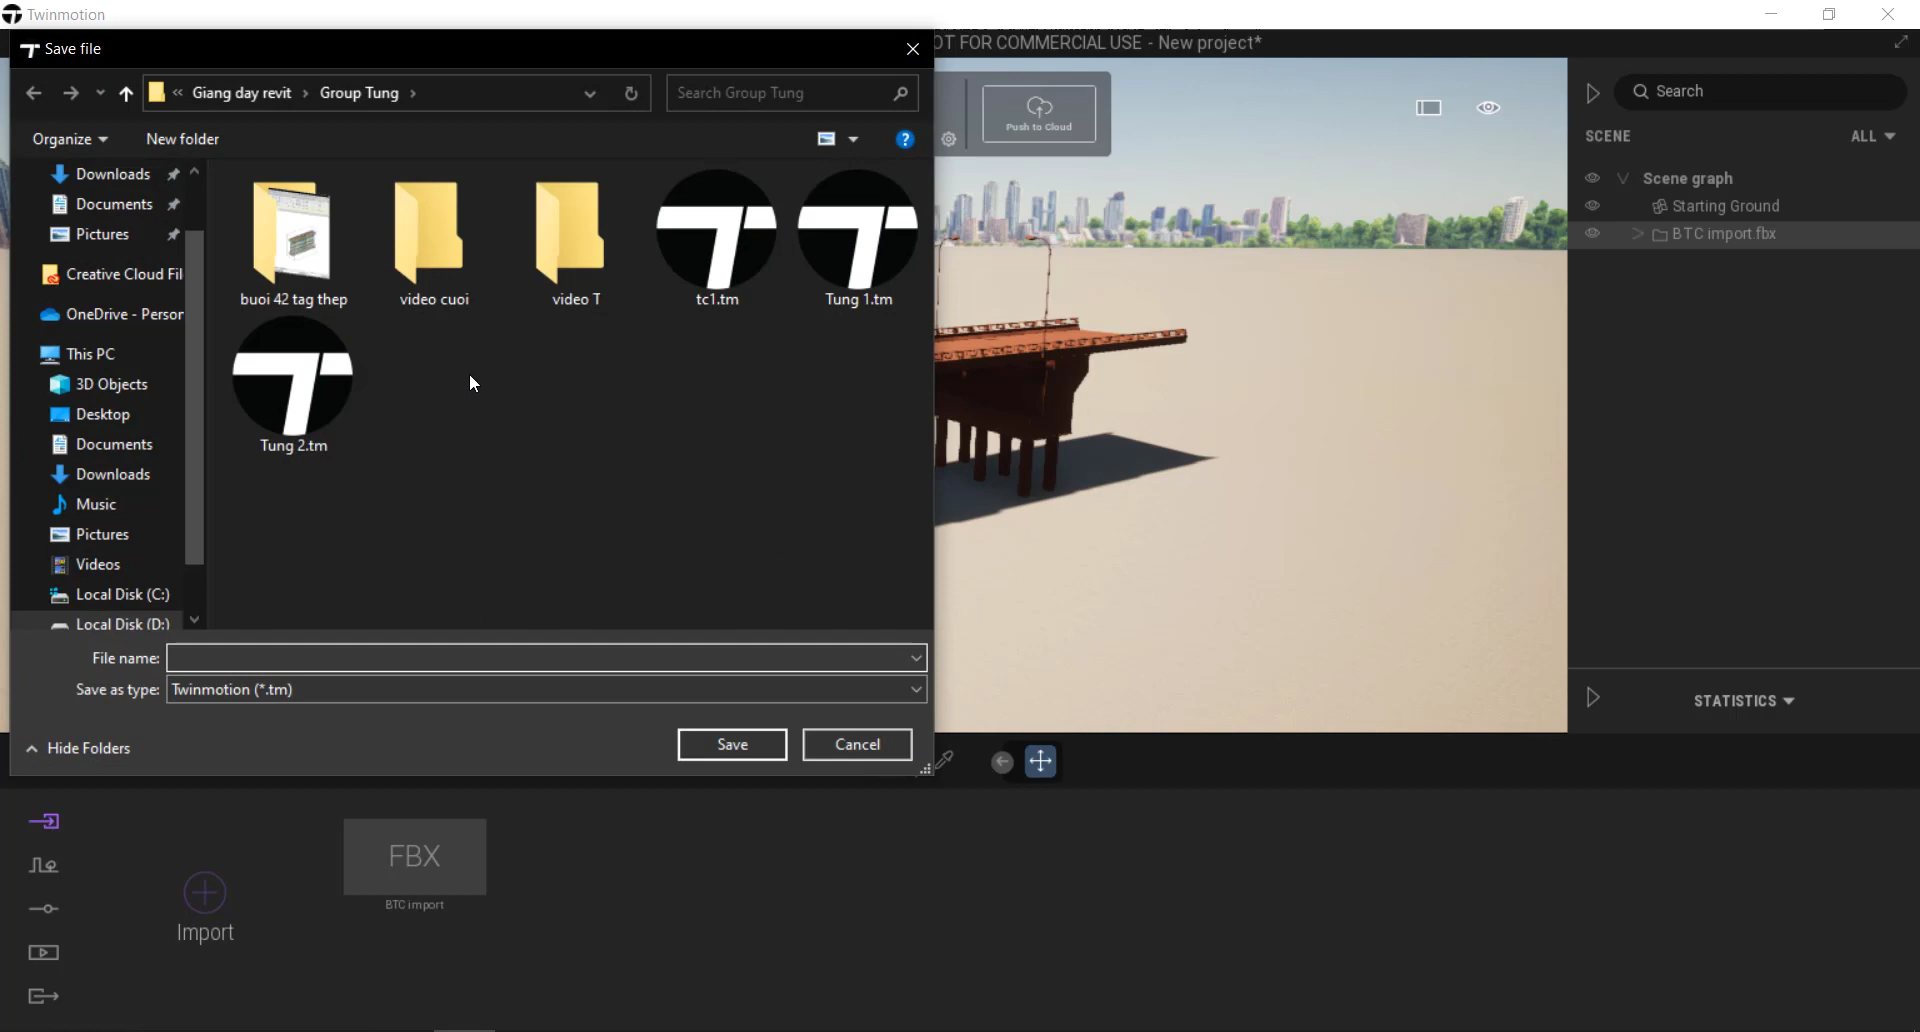 Twinmotion
Save file
OT FOR COMMERCIAL USE - New project*
« Giang day revit › Group Tung ›
Search Group Tung
Push to Cloud
Search
Organize
New folder
SCENE
ALL
Downloads
Documents
Pictures
Creative Cloud Fil
OneDrive - Person
This PC
3D Objects
Desktop
Documents
Downloads
Music
Pictures
Videos
Local Disk (C:)
Local Disk (D:)
buoi 42 tag thep
video cuoi
video T
tc1.tm
Tung 1.tm
Tung 2.tm
Scene graph
Starting Ground
BTC import.fbx
File name:
Save as type: Twinmotion (*.tm)
STATISTICS
Hide Folders
Save
Cancel
Import
FBX
BTC import